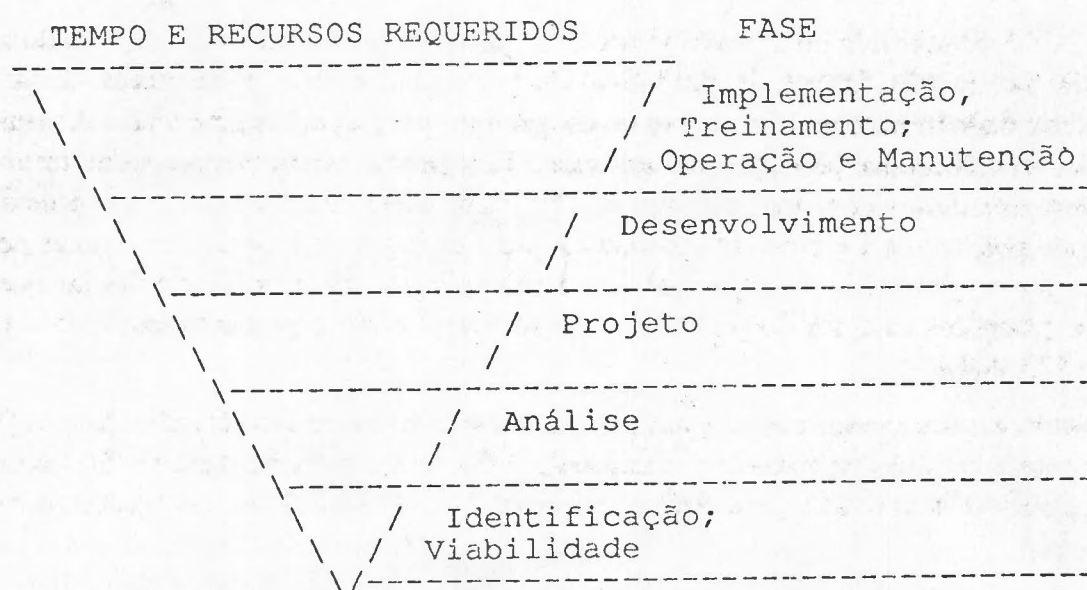 TEMPO E RECURSOS REQUERIDOS FASE
Implementação,
Treinamento;
Operação e Manutenção
Desenvolvimento
Projeto
Análise
Identificação;
Viabilidade